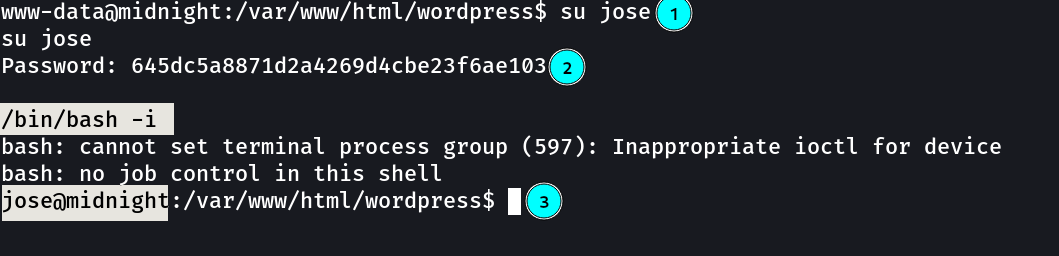 www-data@midnight:/var/www/html/wordpress$ su jose 1
su jose
Password: 645dc5a8871d2a4269d4cbe23f6ae103 2
/bin/bash -i
bash: cannot set terminal process group (597): Inappropriate ioctl for device
bash: no job control in this shell
jose@midnight:/var/www/html/wordpress$ 3